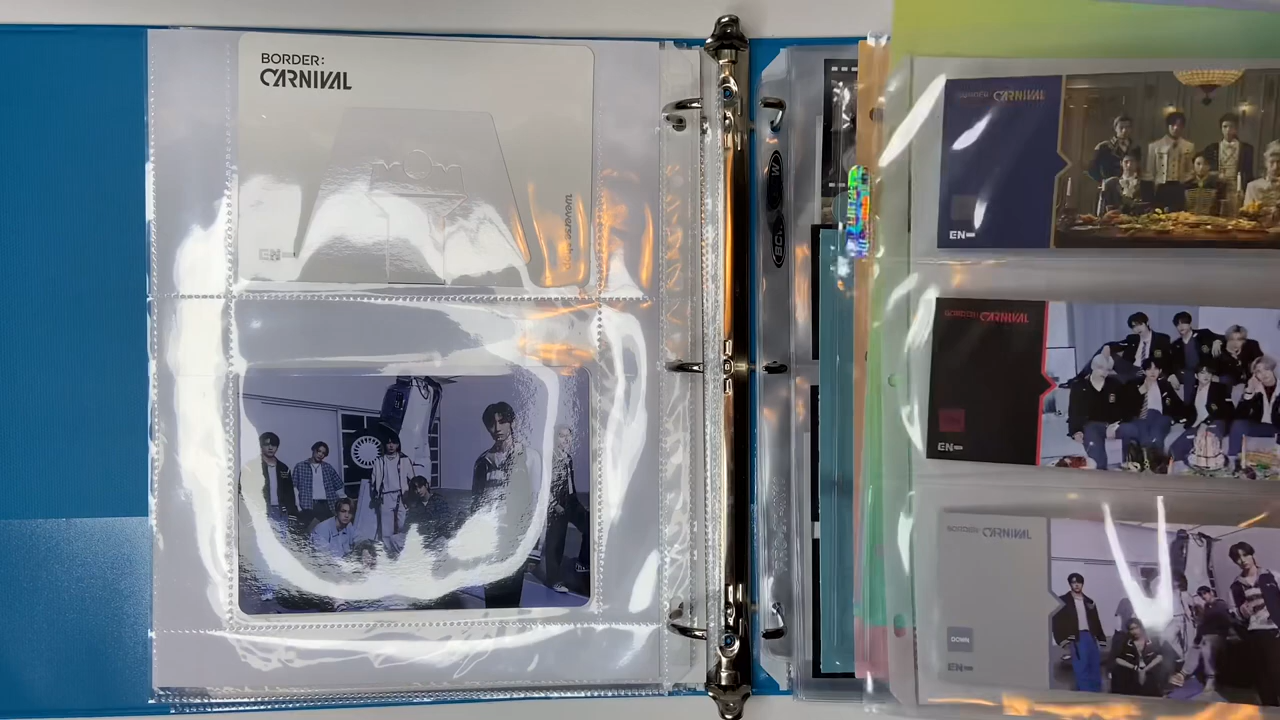 BORDER:
CARNIVAL
EN-
BORDER: CARNIVAL
EN-
BORDER: CARNIVAL
EN-
BORDER: CARNIVAL
DOWN
EN-